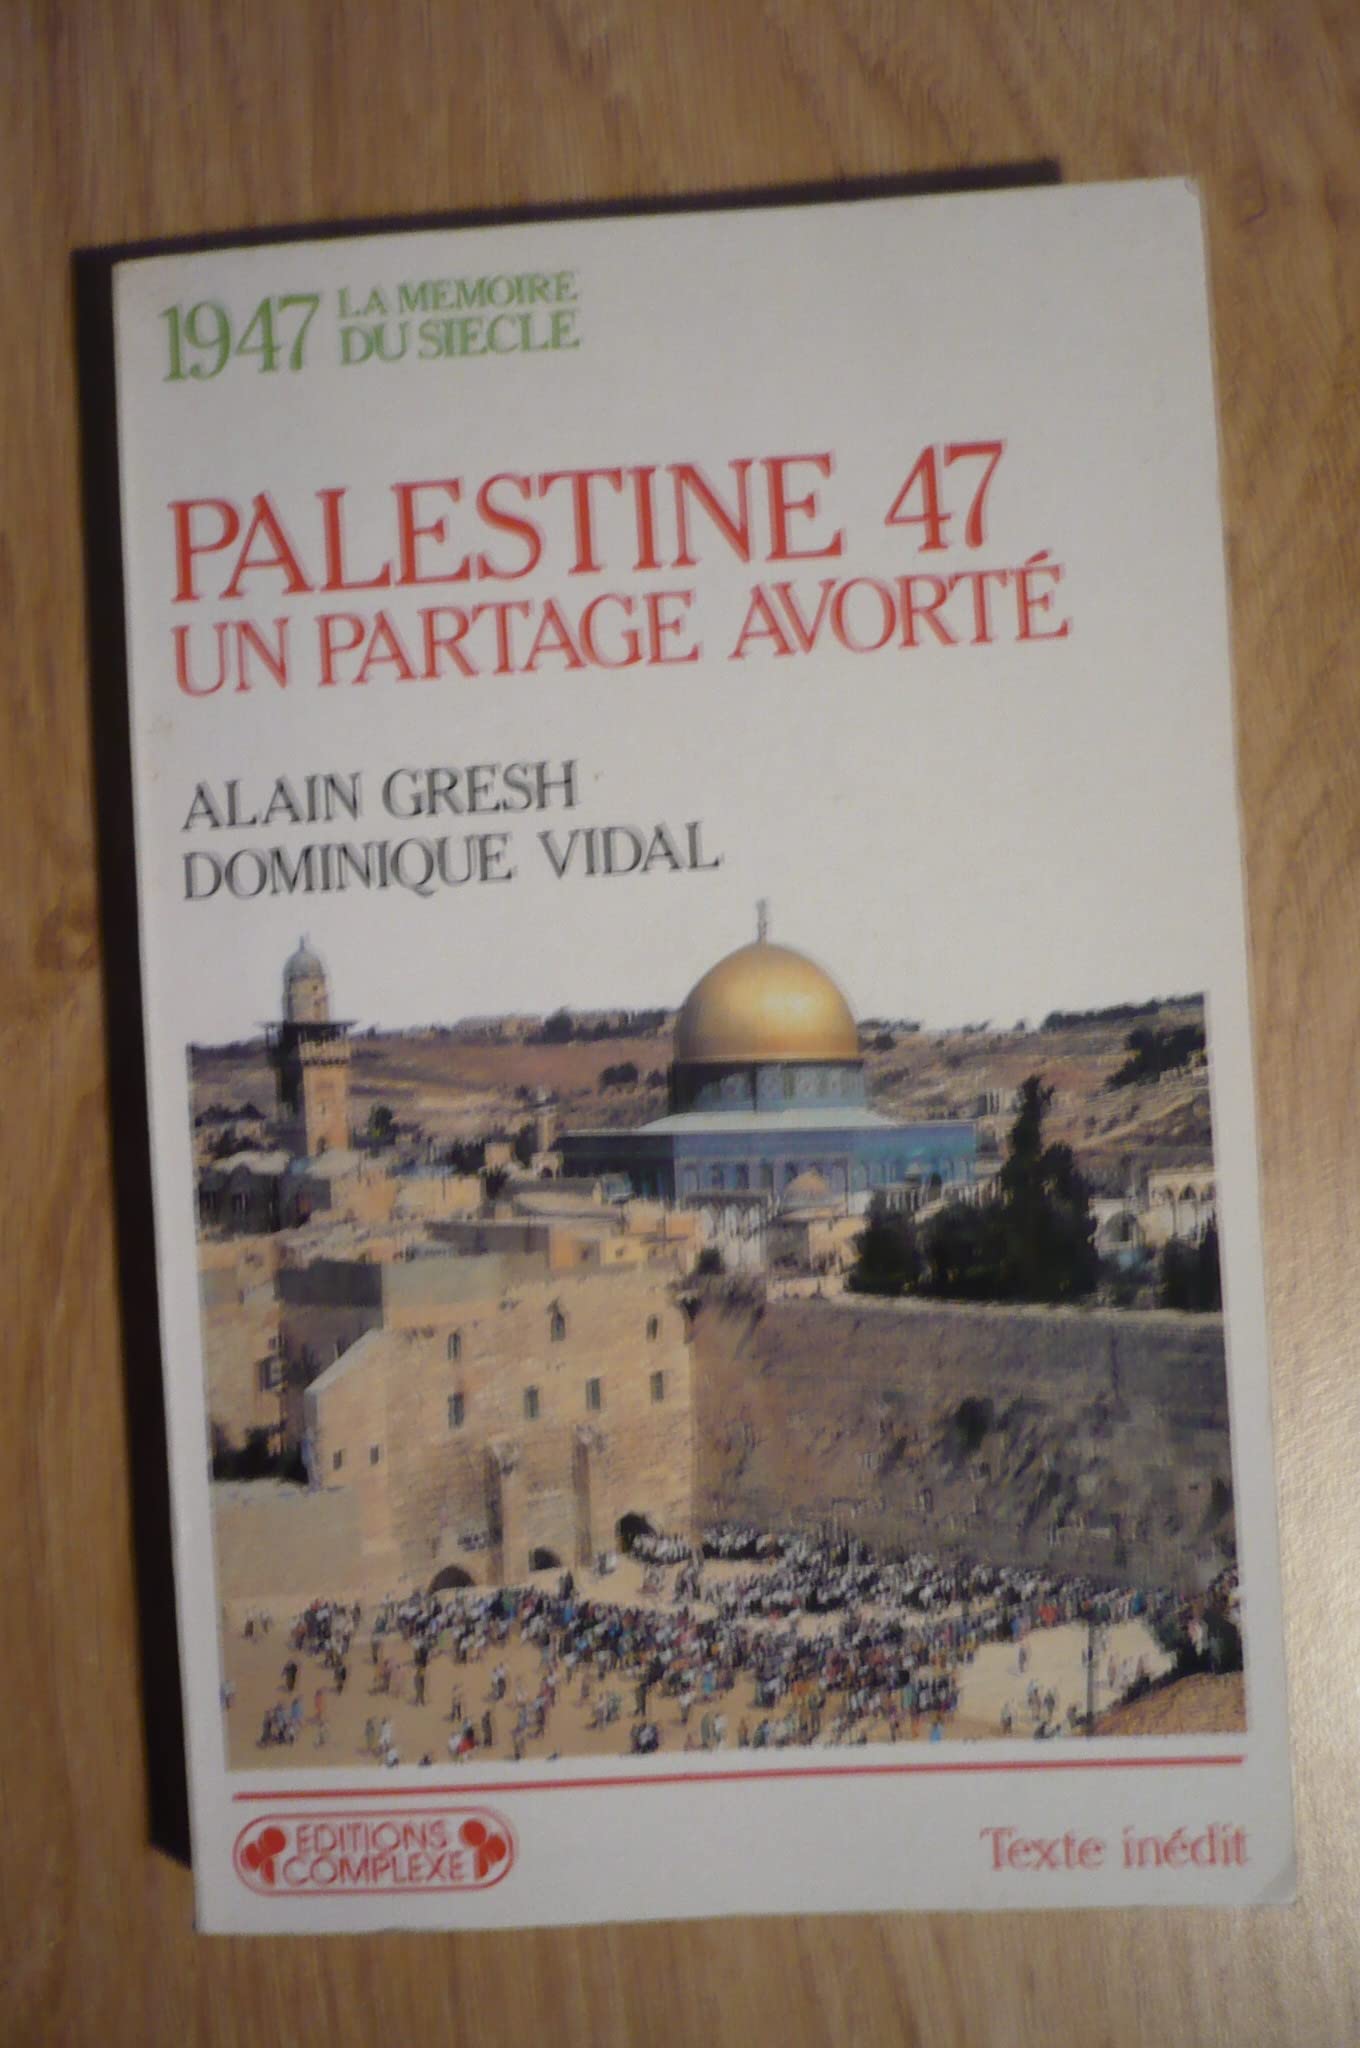 1947 LA MEMOIRE
DU SIECLE
PALESTINE 47
UN PARTAGE AVORTÉ
ALAIN GRESH
DOMINIQUE VIDAL
EDITIONS
COMPLEXE
Texte inédit